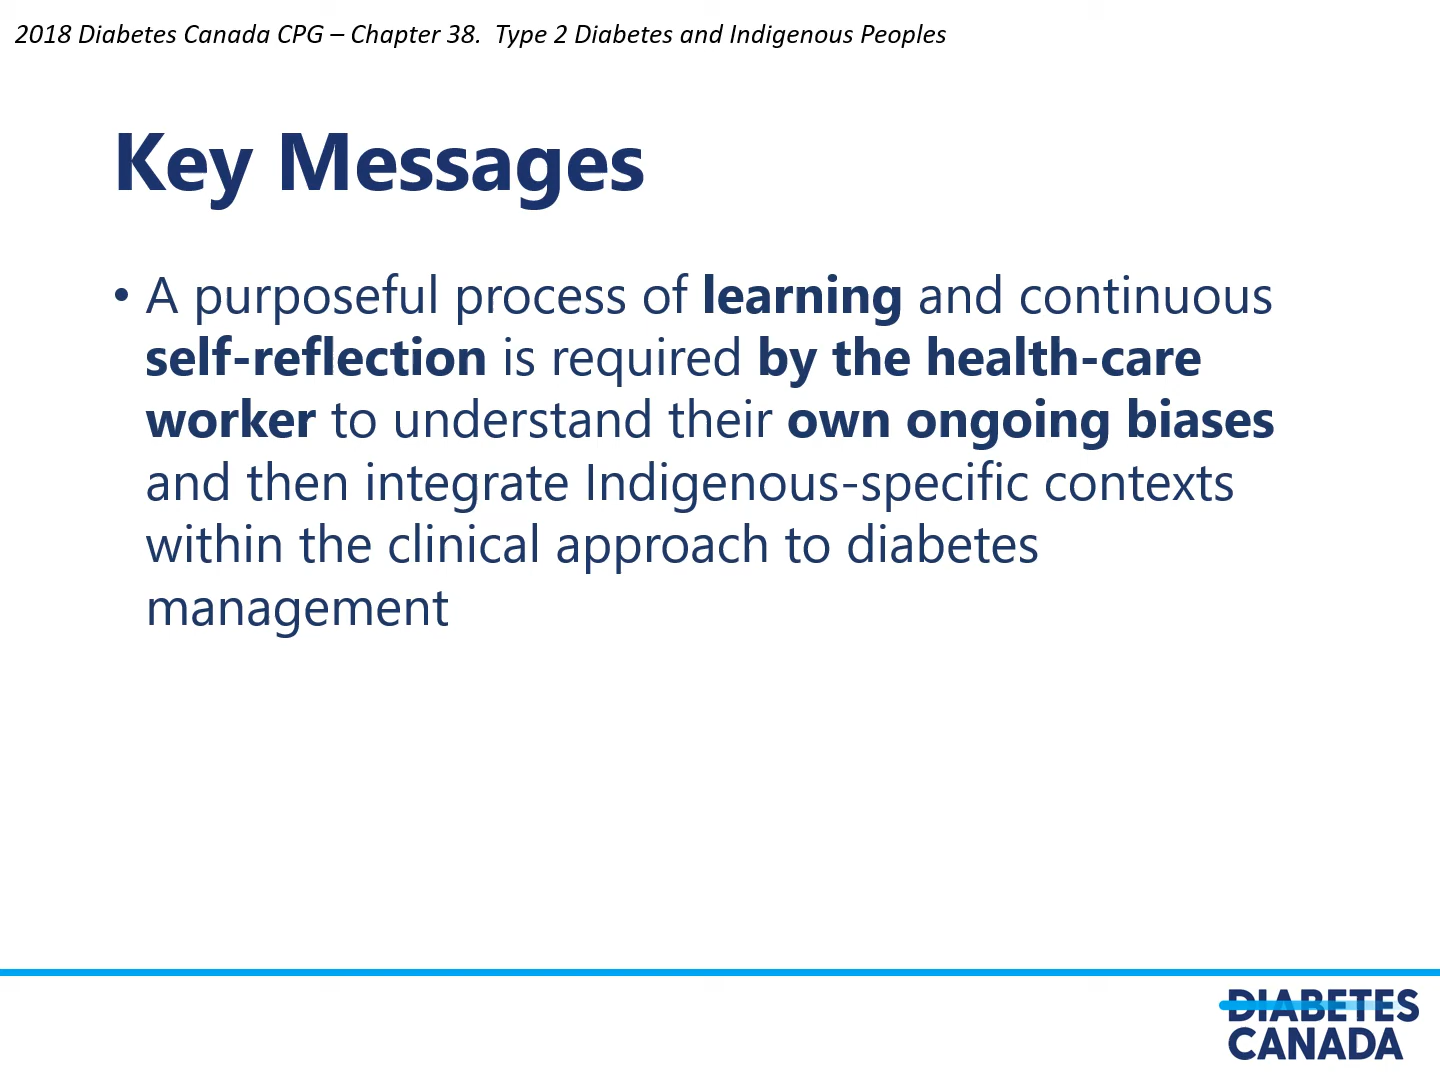 2018 Diabetes Canada CPG – Chapter 38.  Type 2 Diabetes and Indigenous Peoples
Key Messages
• A purposeful process of learning and continuous
self-reflection is required by the health-care
worker to understand their own ongoing biases
and then integrate Indigenous-specific contexts
within the clinical approach to diabetes
management
DIABETES
CANADA